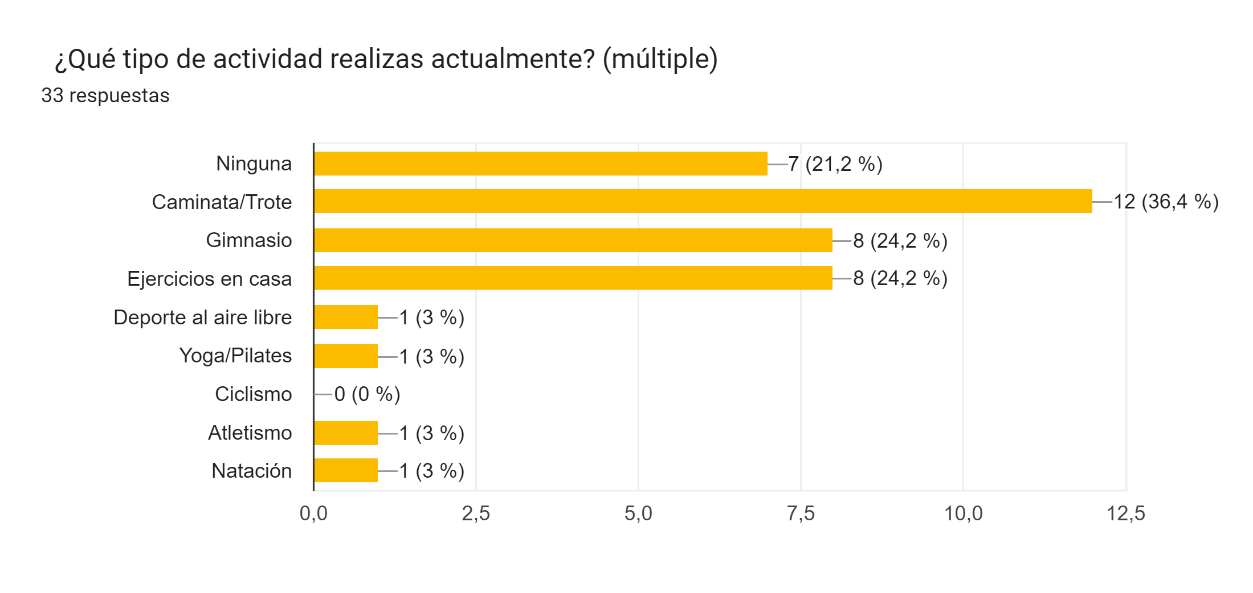 ¿Qué tipo de actividad realizas actualmente? (múltiple)
33 respuestas
Ninguna 7 (21,2 %)
Caminata/Trote 12 (36,4 %)
Gimnasio 8 (24,2 %)
Ejercicios en casa 8 (24,2 %)
Deporte al aire libre 1 (3 %)
Yoga/Pilates 1 (3 %)
Ciclismo 0 (0 %)
Atletismo 1 (3 %)
Natación 1 (3 %)
0,0 2,5 5,0 7,5 10,0 12,5